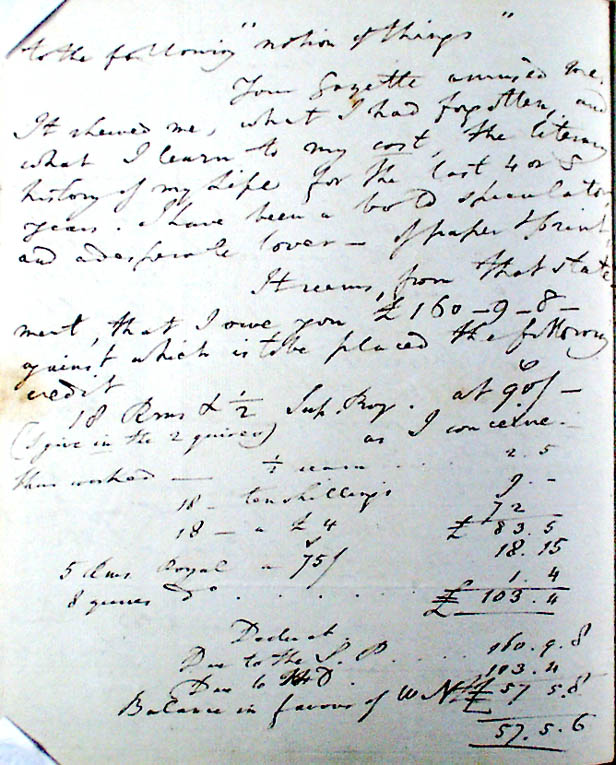 to the following "notion of things"
Your Gazette amused me.
It shewed me, what I had forgotten, and
what I learn to my cost, the literary
history of my Life for the last 4 or 5
years. I have been a bold speculator
and a desperate lover — of paper & print
It seems, from that state
ment, that I owe you £160-9-8-
against which is to be placed the following
credit
18 Rms & ½ Sup. Roy. at 90/-
(I give in the 2 quires) as I conceive.
thus worked — ½ ream .... 2.5
18 - ten shillings 9.-
18 - a £4 72
£ 83.5
5 Rms Royal a 75/ 18.15
8 quires Do . . . . . . 1.4
£ 103.4
Deduct.
Due to the S. P. .... 160.9.8
Due to D. 103.4
Balance in favour of W N £57 5.8
57.5.6